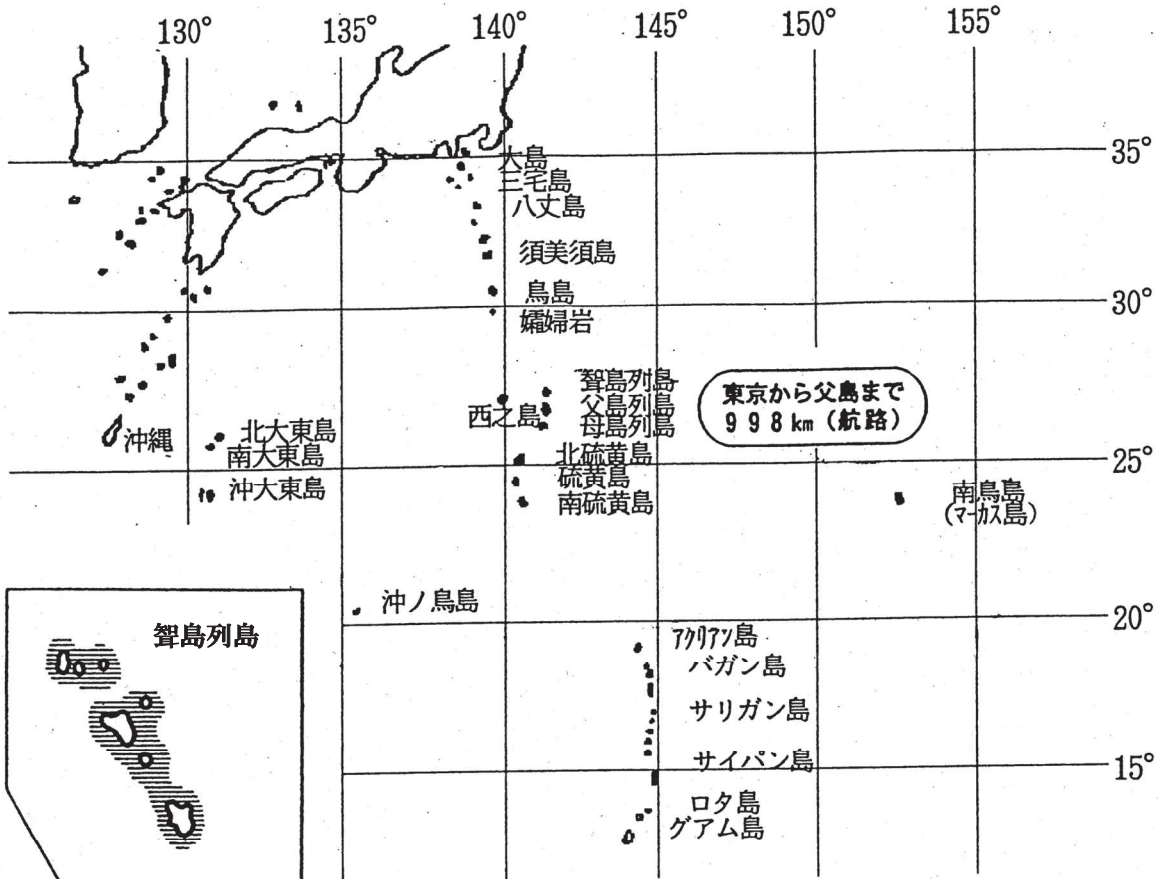 130°
135°
140°
145°
150°
155°
35°
大島
三宅島
八丈島
須美須島
鳥島
30°
孀婦岩
聟島列島
西之島
父島列島
母島列島
東京から父島まで
998km(航路)
沖縄
北大東島
南大東島
北硫黄島
25°
硫黄島
沖大東島
南硫黄島
南鳥島
(マーカス島)
沖ノ鳥島
20°
聟島列島
アクリアン島
バガン島
サリガン島
サイパン島
15°
ロタ島
グアム島